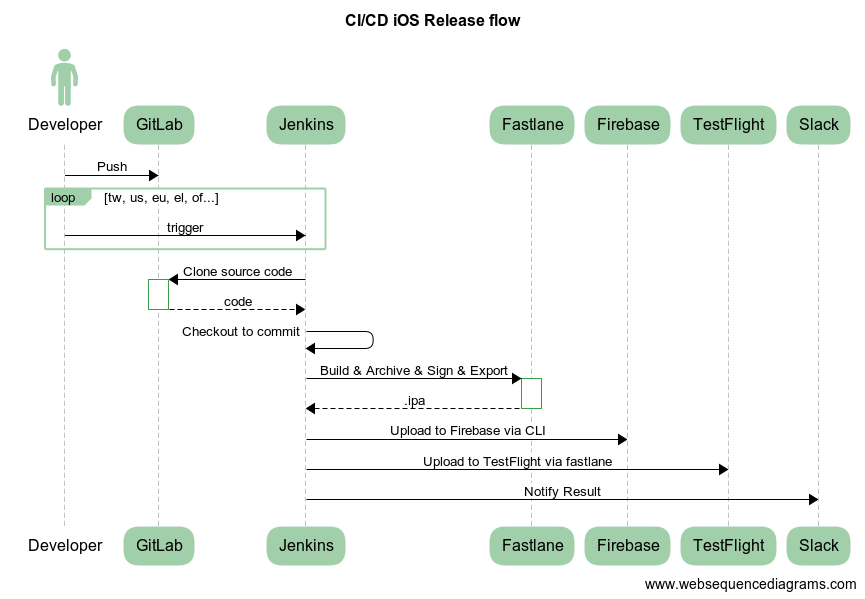 CI/CD iOS Release flow
Developer GitLab Jenkins Fastlane Firebase TestFlight Slack
Push
loop [tw, us, eu, el, of...]
trigger
Clone source code
code
Checkout to commit
Build & Archive & Sign & Export
.ipa
Upload to Firebase via CLI
Upload to TestFlight via fastlane
Notify Result
Developer GitLab Jenkins Fastlane Firebase TestFlight Slack
www.websequencediagrams.com